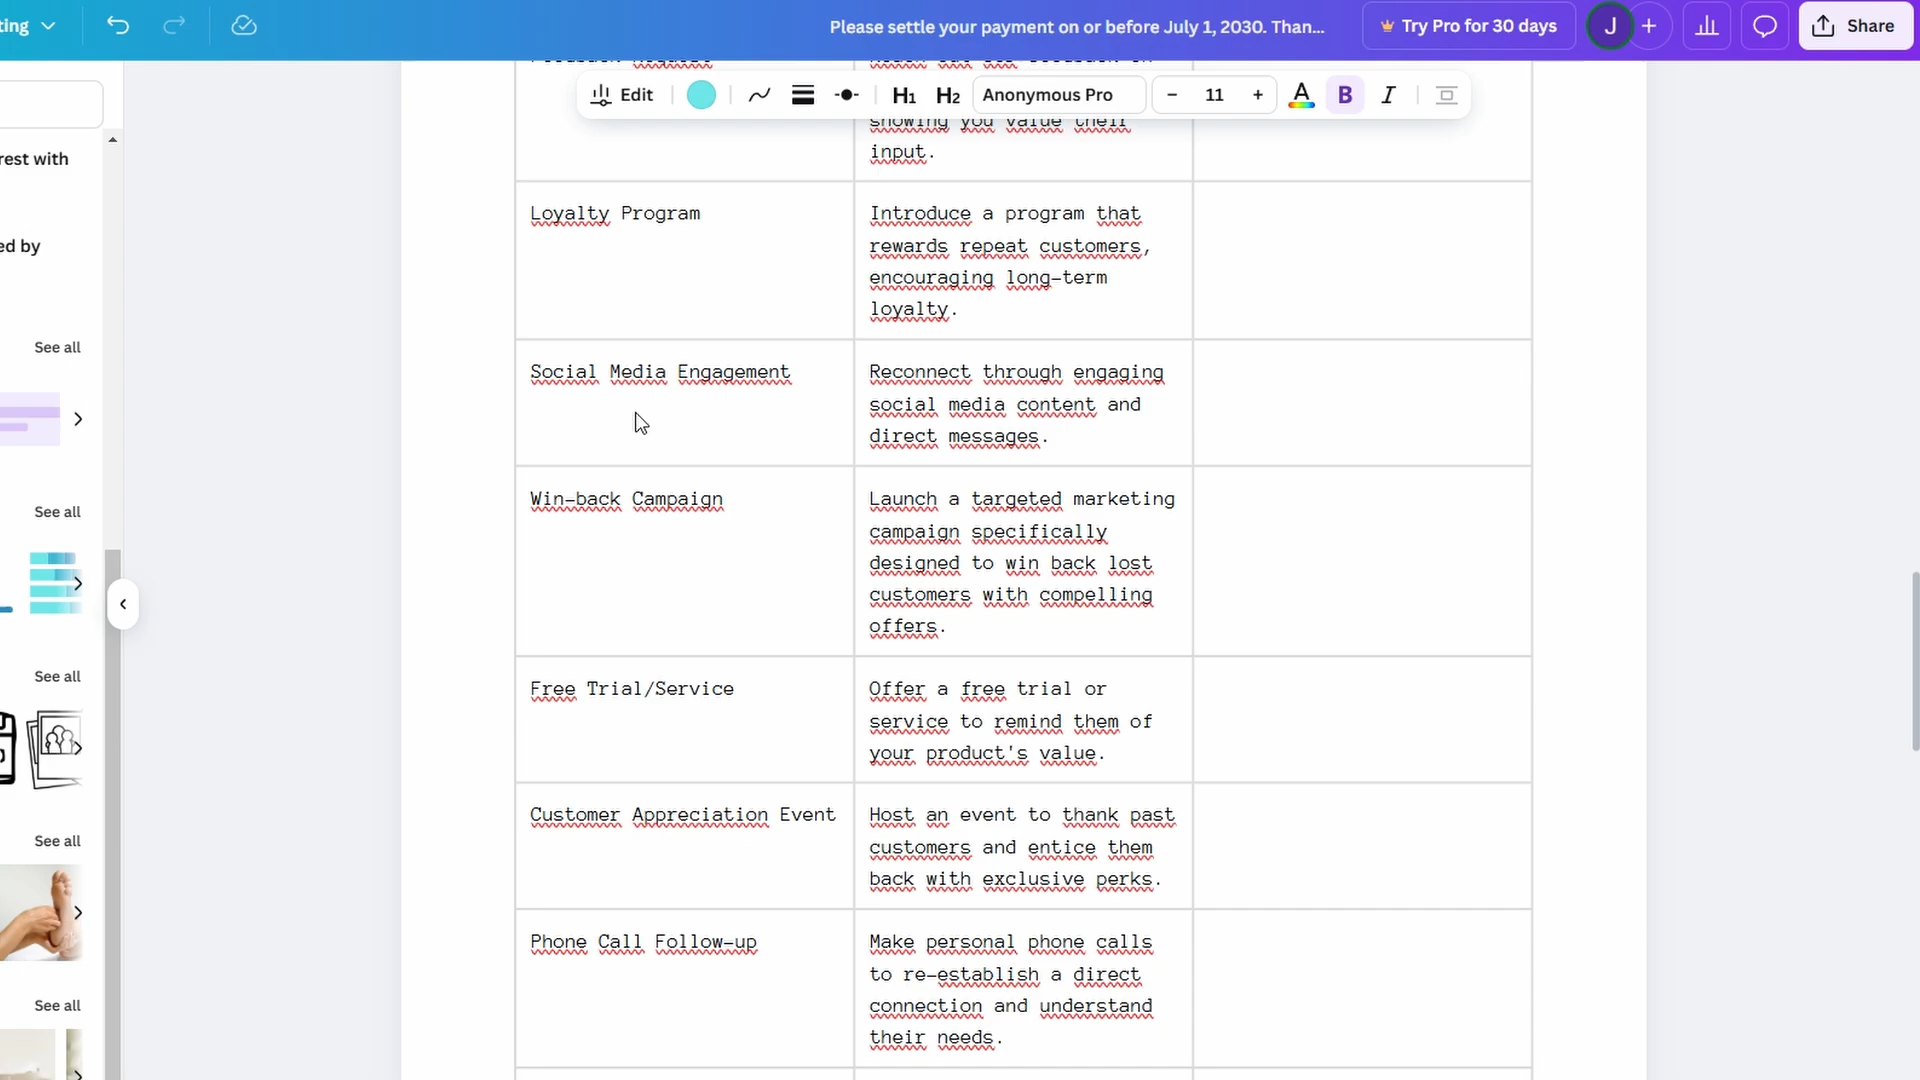 ting
Please settle your payment on or before July 1, 2030. Than...
Try Pro for 30 days
J
Share
Edit
H1
H2
Anonymous Pro
11
A
B
I
rest with
ed by
See all
See all
See all
See all
See all
showing you value their
input.
Loyalty Program
Introduce a program that
rewards repeat customers,
encouraging long-term
loyalty.
Social Media Engagement
Reconnect through engaging
social media content and
direct messages.
Win-back Campaign
Launch a targeted marketing
campaign specifically
designed to win back lost
customers with compelling
offers.
Free Trial/Service
Offer a free trial or
service to remind them of
your product's value.
Customer Appreciation Event
Host an event to thank past
customers and entice them
back with exclusive perks.
Phone Call Follow-up
Make personal phone calls
to re-establish a direct
connection and understand
their needs.